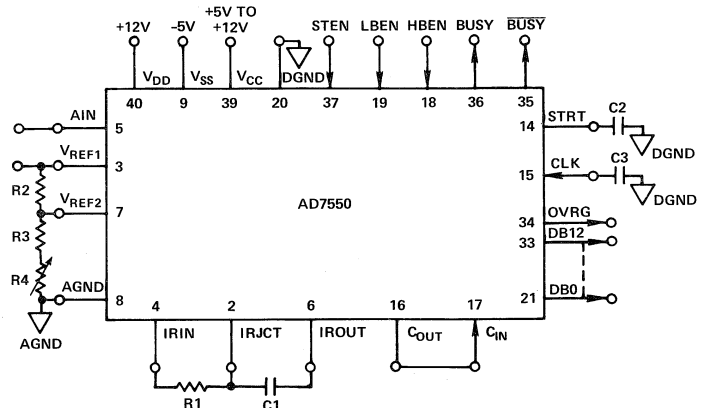 +5V TO
+12V -5V +12V STEN LBEN HBEN BUSY BUSY
VDD VSS VCC DGND
40 9 39 20 37 19 18 36 35
AIN 5
14 STRT C2
DGND
VREF1 3
15 CLK C3
DGND
R2
VREF2 7
AD7550
34 OVRG
33 DB12
R3
R4
AGND 8
21 DB0
AGND
4 2 6 16 17
IRIN IRJCT IROUT COUT CIN
R1 C1